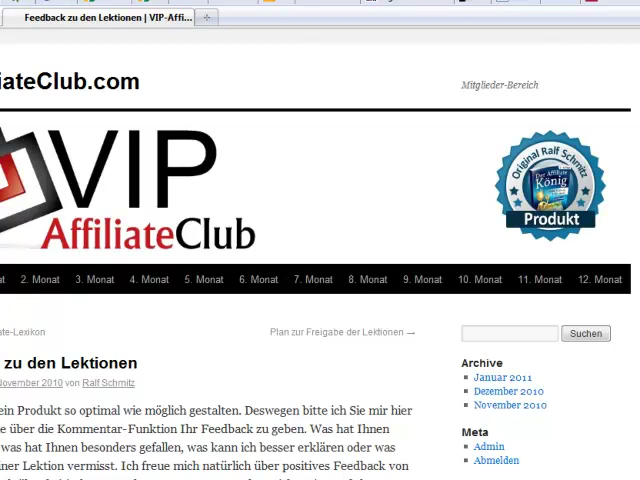 Feedback zu den Lektionen | VIP-Affi...
iateClub.com
Mitglieder-Bereich
VIP
AffiliateClub
Original Ralf Schmitz
Der Affiliate
König
Produkt
2. Monat 3. Monat 4. Monat 5. Monat 6. Monat 7. Monat 8. Monat 9. Monat 10. Monat 11. Monat 12. Monat
ate-Lexikon
Plan zur Freigabe der Lektionen →
Suchen
zu den Lektionen
November 2010 von Ralf Schmitz
ein Produkt so optimal wie möglich gestalten. Deswegen bitte ich Sie mir hier
e über die Kommentar-Funktion Ihr Feedback zu geben. Was hat Ihnen
was hat Ihnen besonders gefallen, was kann ich besser erklären oder was
iner Lektion vermisst. Ich freue mich natürlich über positives Feedback von
Archive
Januar 2011
Dezember 2010
November 2010
Meta
Admin
Abmelden